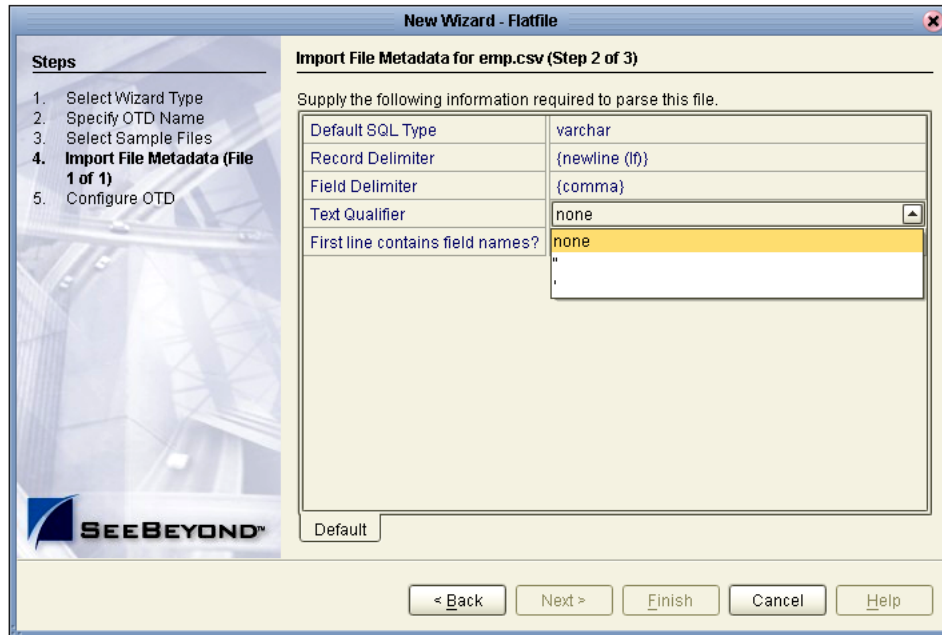 New Wizard - Flatfile
Steps
1. Select Wizard Type
2. Specify OTD Name
3. Select Sample Files
4. Import File Metadata (File
1 of 1)
5. Configure OTD
SEEBEYOND™
Import File Metadata for emp.csv (Step 2 of 3)
Supply the following information required to parse this file.
Default SQL Type varchar
Record Delimiter {newline (lf)}
Field Delimiter {comma}
Text Qualifier none
First line contains field names? none
"
'
Default
< Back Next > Finish Cancel Help